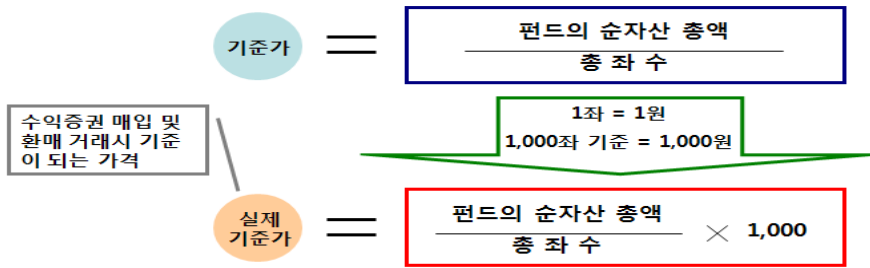 기준가
펀드의 순자산 총액
총 좌 수
수익증권 매입 및
환매 거래시 기준
이 되는 가격
1좌 = 1원
1,000좌 기준 = 1,000원
실제
기준가
펀드의 순자산 총액
총 좌 수
× 1,000